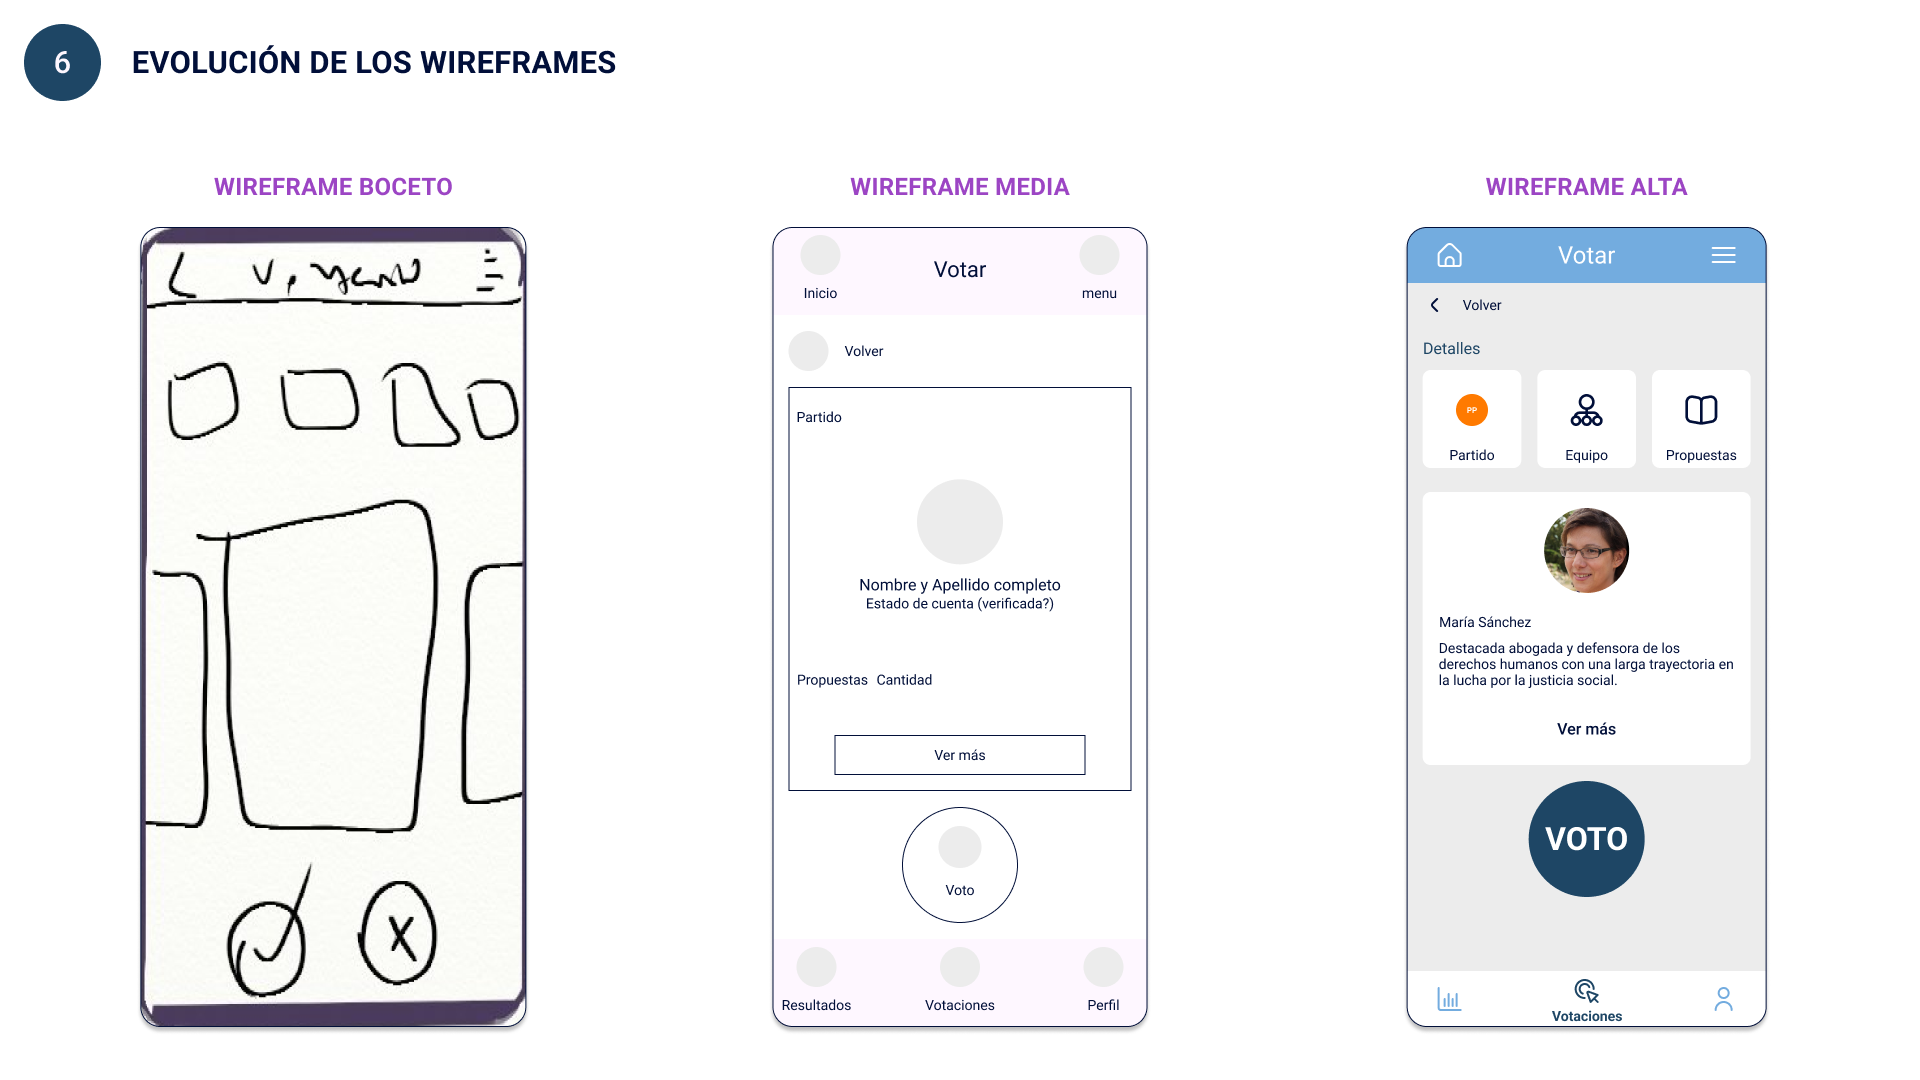 6
EVOLUCIÓN DE LOS WIREFRAMES
WIREFRAME BOCETO
WIREFRAME MEDIA
Inicio
Votar
menu
Volver
Partido
Nombre y Apellido completo
Estado de cuenta (verificada?)
Propuestas Cantidad
Ver más
Voto
Resultados
Votaciones
Perfil
WIREFRAME ALTA
Votar
Volver
Detalles
PP
Partido
Equipo
Propuestas
María Sánchez
Destacada abogada y defensora de los
derechos humanos con una larga trayectoria en
la lucha por la justicia social.
Ver más
VOTO
Votaciones